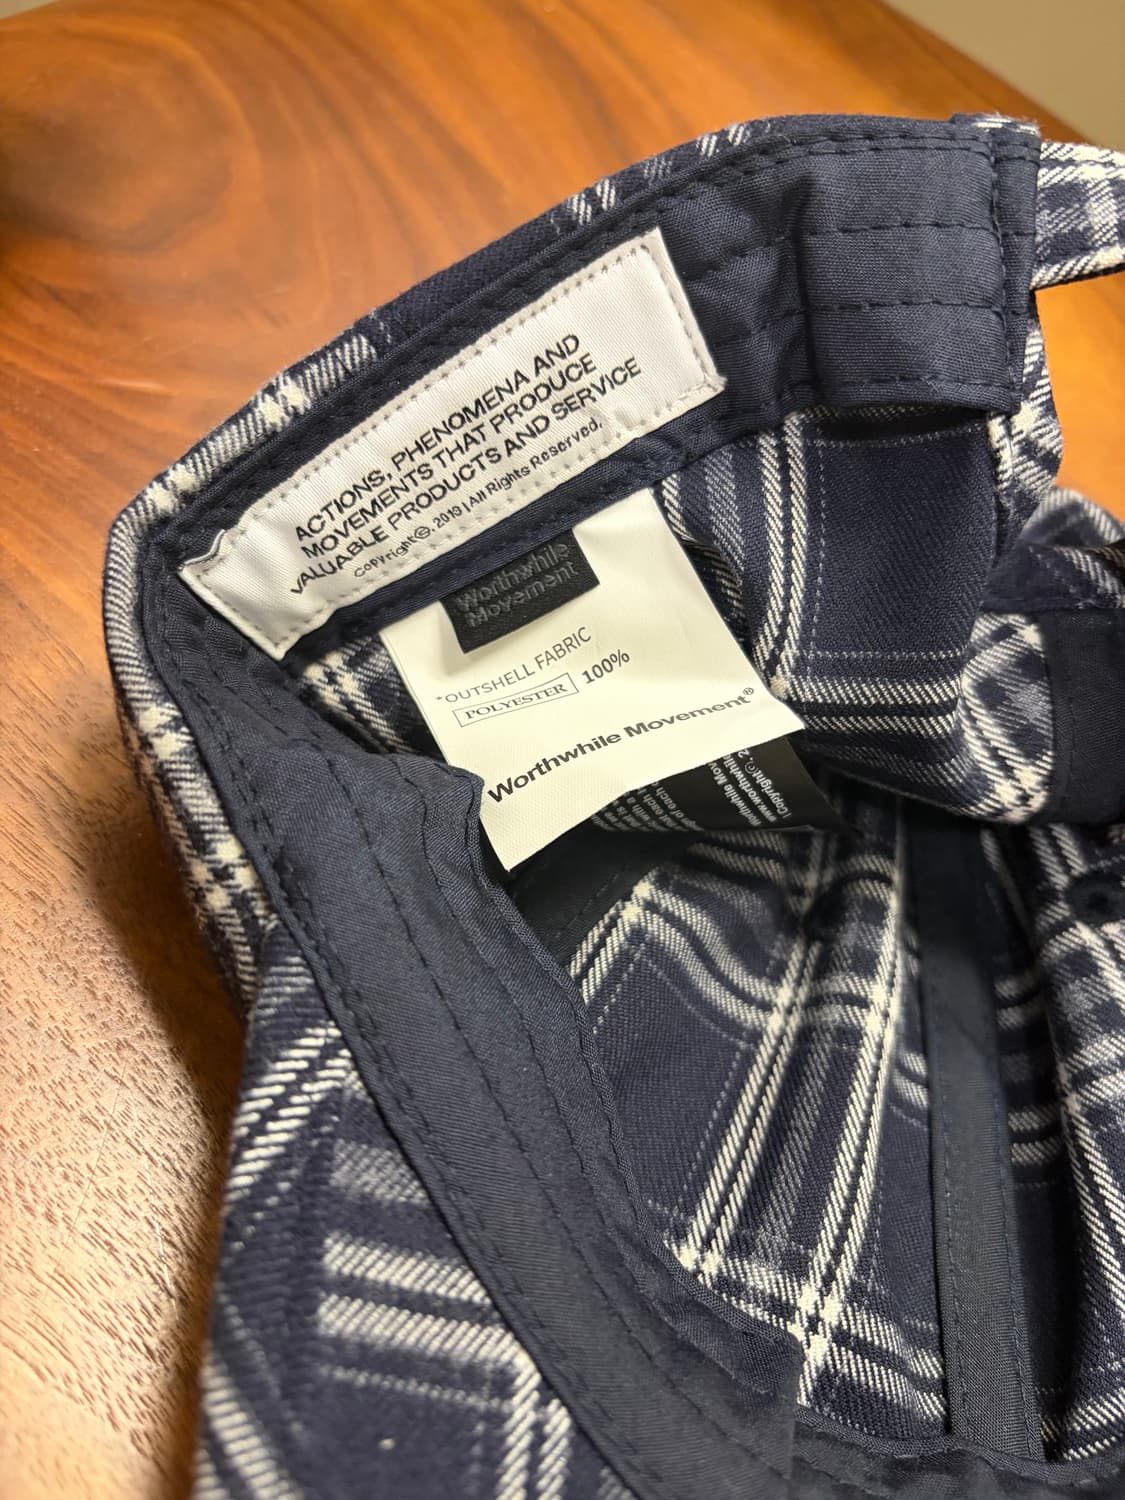 ACTIONS, PHENOMENA AND
MOVEMENTS THAT PRODUCE
VALUABLE PRODUCTS AND SERVICE
Copyright©. 2019 | All Rights Reserved.
Worthwhile
Movement
*OUTSHELL FABRIC
POLYESTER 100%
Worthwhile Movement®